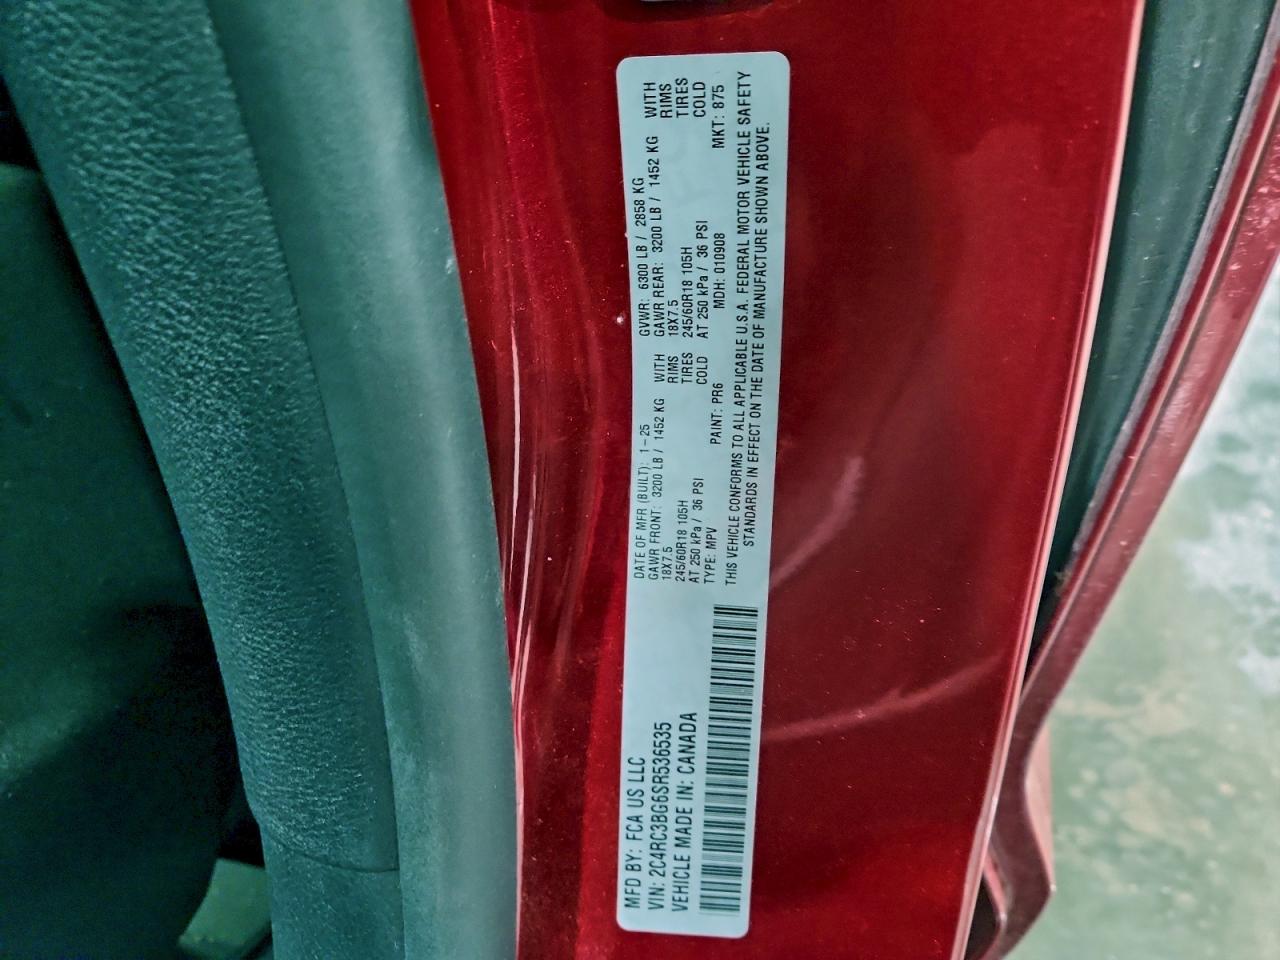 MFD BY: FCA US LLC
VIN: 2C4RC3BG6SR536535
VEHICLE MADE IN: CANADA
DATE OF MFR (BUILT): 1-25 GVWR: 6300 LB / 2858 KG
GAWR FRONT: 3200 LB / 1452 KG WITH GAWR REAR: 3200 LB / 1452 KG WITH
18X7.5 RIMS 18X7.5 RIMS
245/60R18 105H TIRES 245/60R18 105H TIRES
AT 250 kPa / 36 PSI COLD AT 250 kPa / 36 PSI COLD
TYPE: MPV PAINT: PR6 MDH: 010908 MKT: 875
THIS VEHICLE CONFORMS TO ALL APPLICABLE U.S.A. FEDERAL MOTOR VEHICLE SAFETY
STANDARDS IN EFFECT ON THE DATE OF MANUFACTURE SHOWN ABOVE.